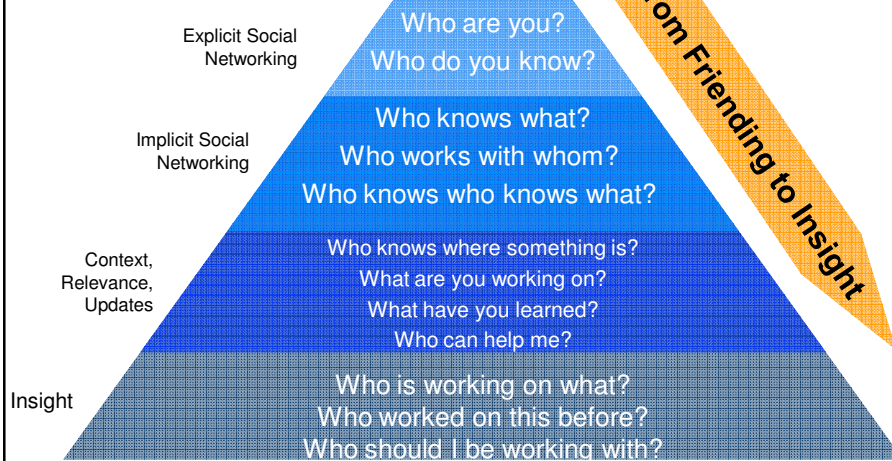 Explicit Social
Networking
Who are you?
Who do you know?
Implicit Social
Networking
Who knows what?
Who works with whom?
Who knows who knows what?
Context,
Relevance,
Updates
Who knows where something is?
What are you working on?
What have you learned?
Who can help me?
Insight
Who is working on what?
Who worked on this before?
Who should I be working with?
rom Friending to Insight